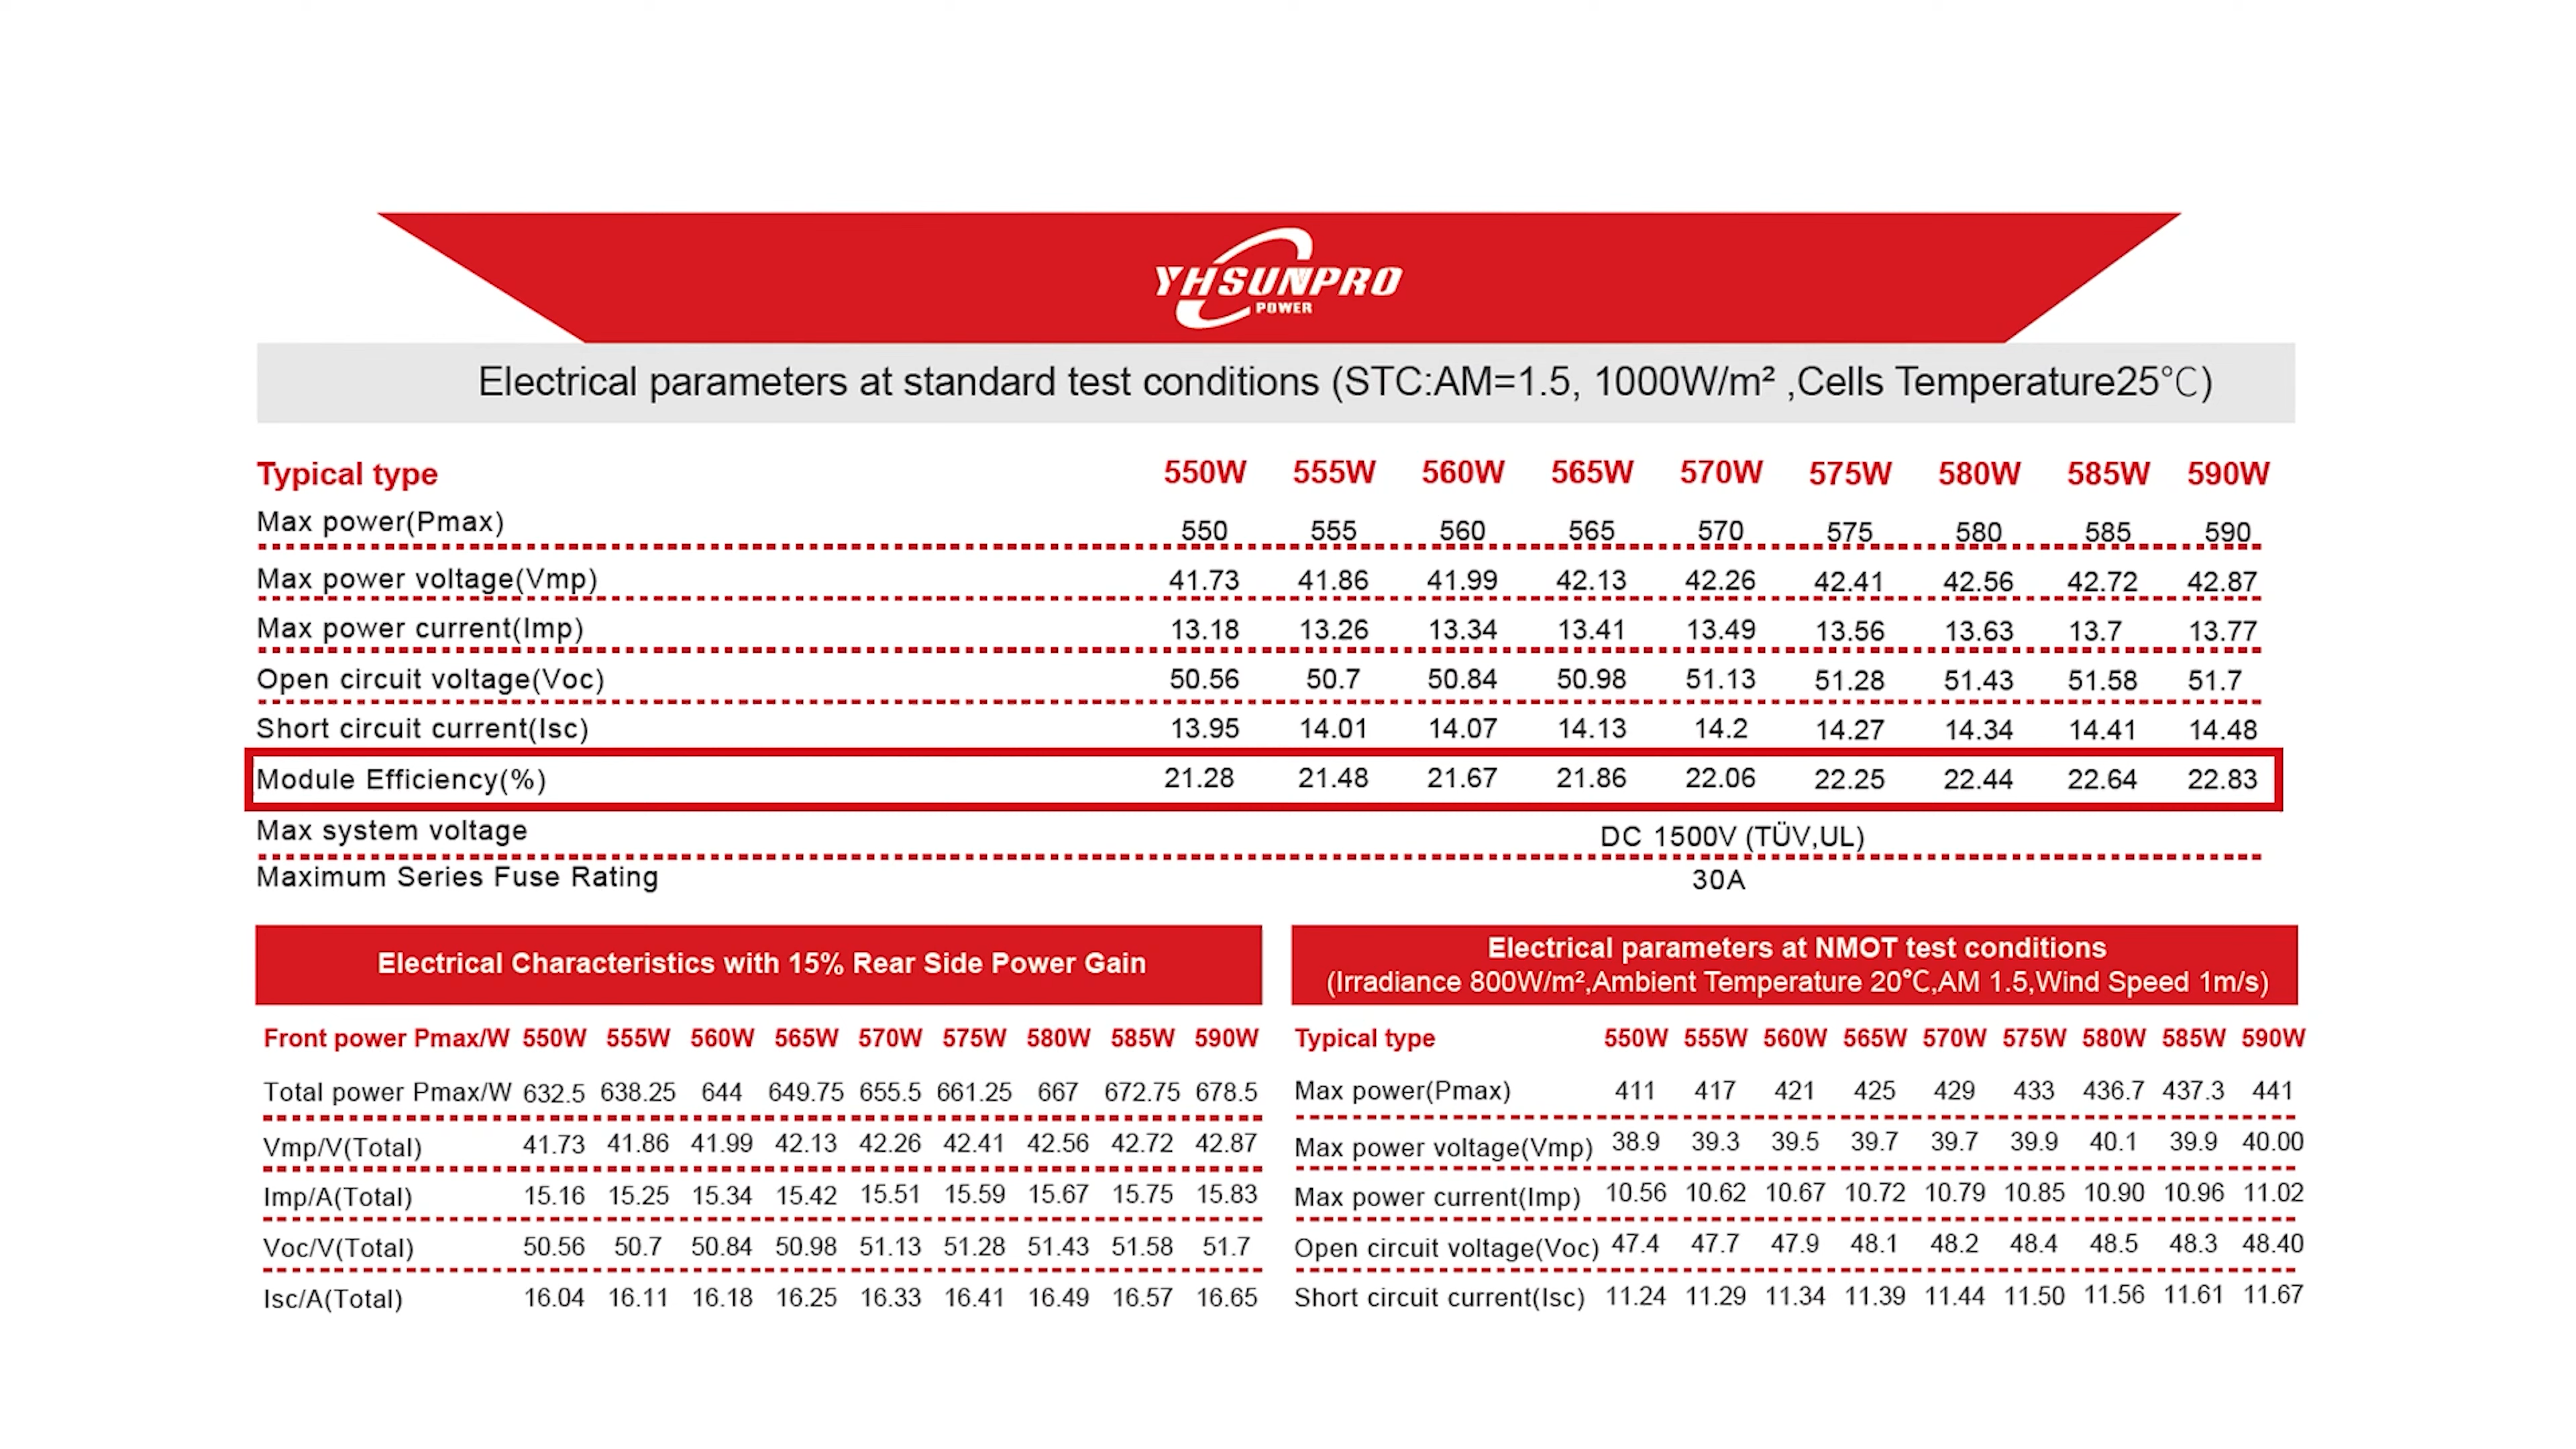 YHSUNPRO
POWER
Electrical parameters at standard test conditions (STC:AM=1.5, 1000W/m² ,Cells Temperature25℃)
Typical type 550W 555W 560W 565W 570W 575W 580W 585W 590W
Max power(Pmax) 550 555 560 565 570 575 580 585 590
Max power voltage(Vmp) 41.73 41.86 41.99 42.13 42.26 42.41 42.56 42.72 42.87
Max power current(Imp) 13.18 13.26 13.34 13.41 13.49 13.56 13.63 13.7 13.77
Open circuit voltage(Voc) 50.56 50.7 50.84 50.98 51.13 51.28 51.43 51.58 51.7
Short circuit current(Isc) 13.95 14.01 14.07 14.13 14.2 14.27 14.34 14.41 14.48
Module Efficiency(%) 21.28 21.48 21.67 21.86 22.06 22.25 22.44 22.64 22.83
Max system voltage DC 1500V (TÜV,UL)
Maximum Series Fuse Rating 30A
Electrical Characteristics with 15% Rear Side Power Gain
Front power Pmax/W 550W 555W 560W 565W 570W 575W 580W 585W 590W
Total power Pmax/W 632.5 638.25 644 649.75 655.5 661.25 667 672.75 678.5
Vmp/V(Total) 41.73 41.86 41.99 42.13 42.26 42.41 42.56 42.72 42.87
Imp/A(Total) 15.16 15.25 15.34 15.42 15.51 15.59 15.67 15.75 15.83
Voc/V(Total) 50.56 50.7 50.84 50.98 51.13 51.28 51.43 51.58 51.7
Isc/A(Total) 16.04 16.11 16.18 16.25 16.33 16.41 16.49 16.57 16.65
Electrical parameters at NMOT test conditions
(Irradiance 800W/m²,Ambient Temperature 20℃,AM 1.5,Wind Speed 1m/s)
Typical type 550W 555W 560W 565W 570W 575W 580W 585W 590W
Max power(Pmax) 411 417 421 425 429 433 436.7 437.3 441
Max power voltage(Vmp) 38.9 39.3 39.5 39.7 39.7 39.9 40.1 39.9 40.00
Max power current(Imp) 10.56 10.62 10.67 10.72 10.79 10.85 10.90 10.96 11.02
Open circuit voltage(Voc) 47.4 47.7 47.9 48.1 48.2 48.4 48.5 48.3 48.40
Short circuit current(Isc) 11.24 11.29 11.34 11.39 11.44 11.50 11.56 11.61 11.67